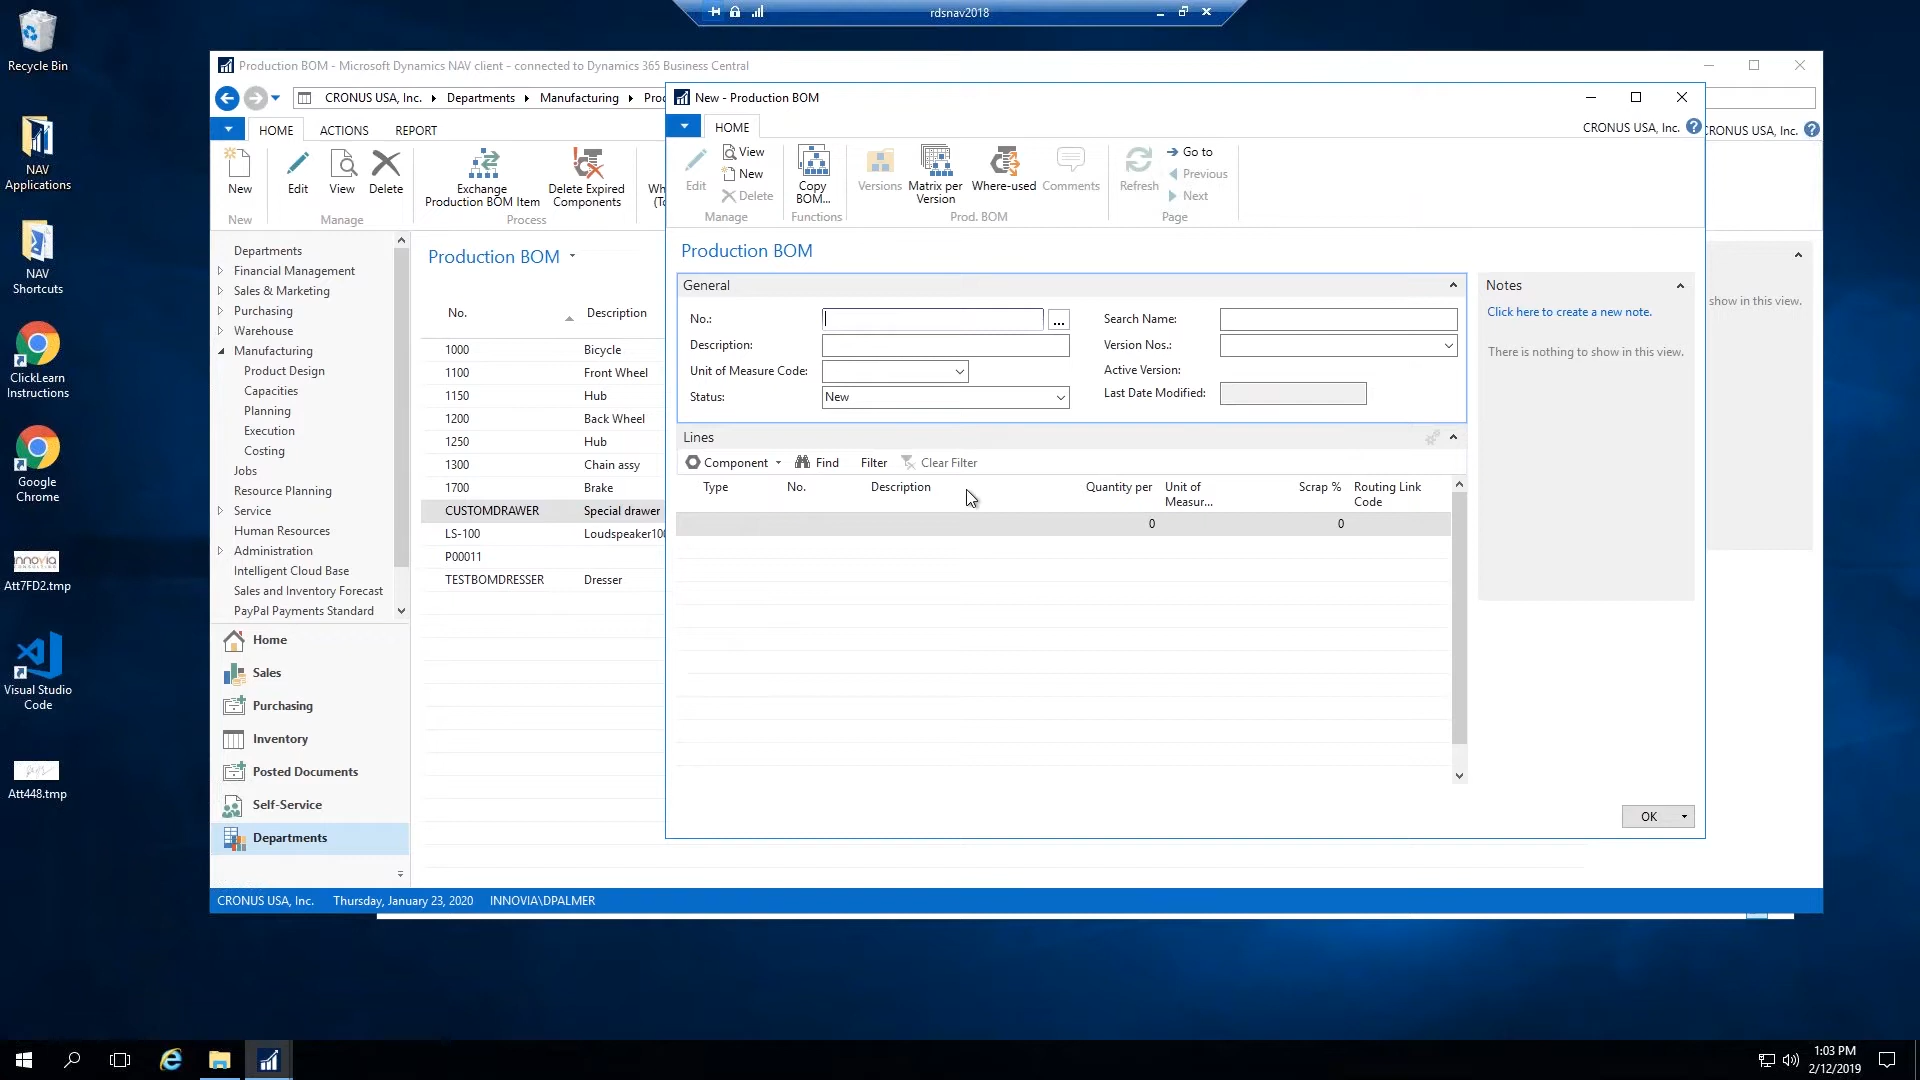 rdsnav2018
Recycle Bin
NAV Applications
NAV Shortcuts
ClickLearn Instructions
Google Chrome
Att7FD2.tmp
Visual Studio Code
Att448.tmp
Production BOM - Microsoft Dynamics NAV client - connected to Dynamics 365 Business Central
CRONUS USA, Inc. Departments Manufacturing
HOME ACTIONS REPORT
CRONUS USA, Inc.
New Edit View Delete Exchange Production BOM Item Delete Expired Components
New Manage Process
Departments
Financial Management
Sales & Marketing
Purchasing
Warehouse
Manufacturing
Product Design
Capacities
Planning
Execution
Costing
Jobs
Resource Planning
Service
Human Resources
Administration
Intelligent Cloud Base
Sales and Inventory Forecast
PayPal Payments Standard
Home
Sales
Purchasing
Inventory
Posted Documents
Self-Service
Departments
Production BOM
No. Description
1000 Bicycle
1100 Front Wheel
1150 Hub
1200 Back Wheel
1250 Hub
1300 Chain assy
1700 Brake
CUSTOMDRAWER Special drawer
LS-100 Loudspeaker
P00011
TESTBOMDRESSER Dresser
show in this view.
New - Production BOM
HOME
CRONUS USA, Inc.
Edit View New Delete Copy BOM... Versions Matrix per Version Where-used Comments Refresh Go to Previous Next
Manage Functions Prod. BOM Page
Production BOM
General
No.: ... Search Name:
Description: Version Nos.:
Unit of Measure Code: Active Version:
Status: New Last Date Modified:
Lines
Component Find Filter Clear Filter
Type No. Description Quantity per Unit of Measur... Scrap % Routing Link Code
0 0
Notes
Click here to create a new note.
There is nothing to show in this view.
OK
CRONUS USA, Inc. Thursday, January 23, 2020 INNOVIA\DPALMER
1:03 PM
2/12/2019